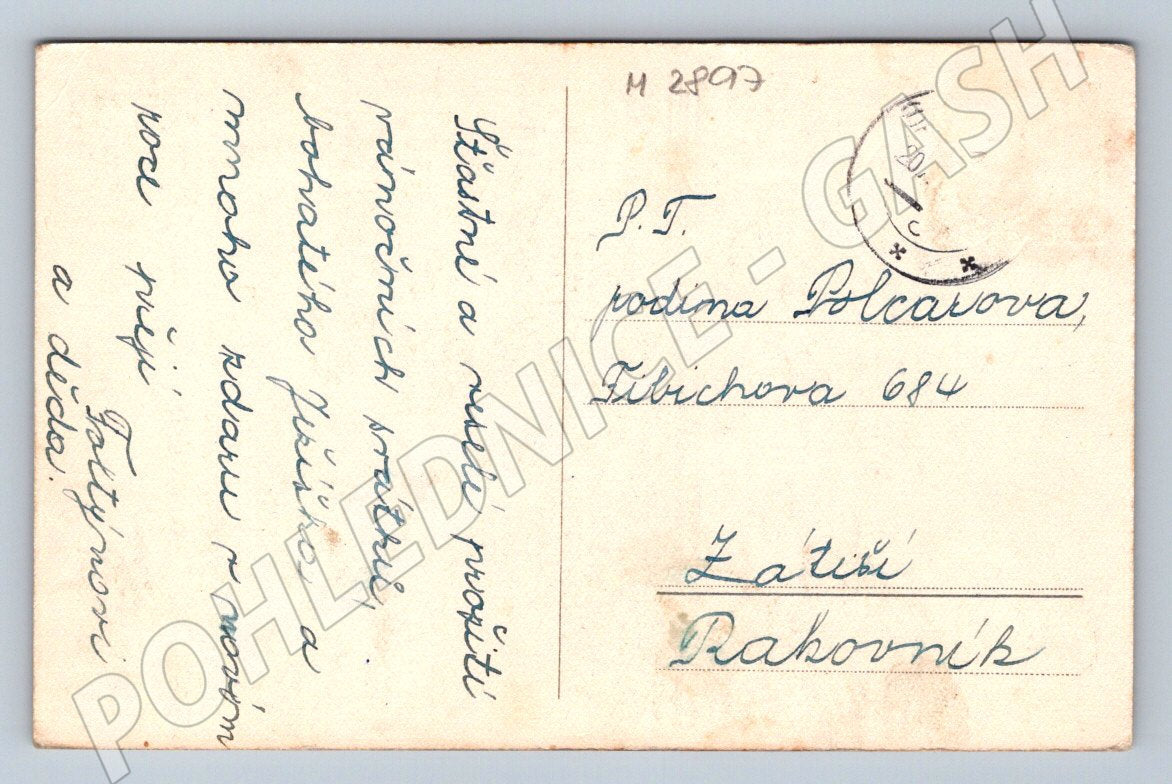 M 2897
Šťastné a veselé prožití
vánočních svátků,
bohatého Ježíška a
mnoho zdaru v novém
roce přejí Foltýnovi
a děda.
P. T.
rodina Polcarova,
Fibichova 684
Zátiší
Rakovník
POHLEDNICE - GASH